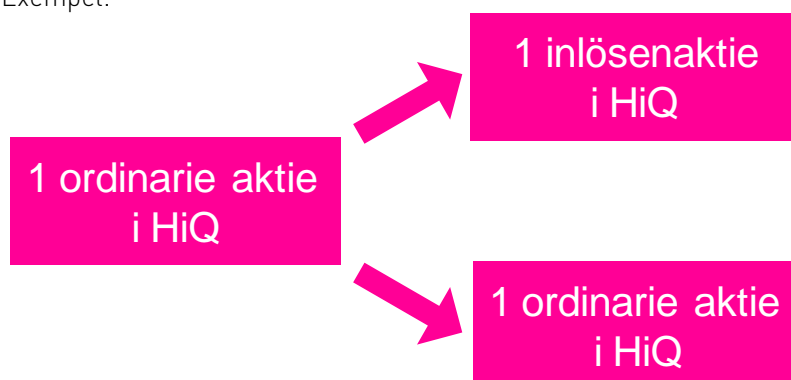 Exempel:
1 ordinarie aktie
i HiQ
1 inlösenaktie
i HiQ
1 ordinarie aktie
i HiQ